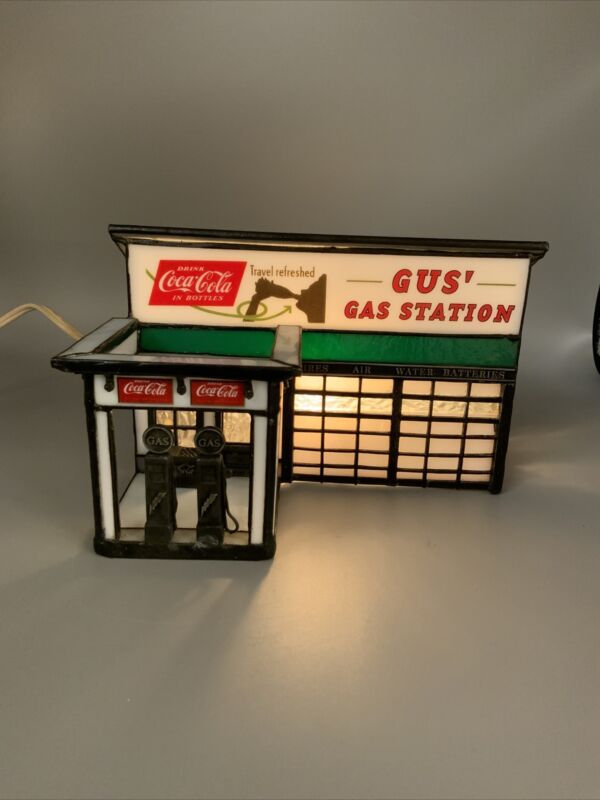 DRINK
Coca-Cola
IN BOTTLES
Travel refreshed
GUS'
GAS STATION
AIR WATER BATTERIES
Coca-Cola
Coca-Cola
GAS
GAS